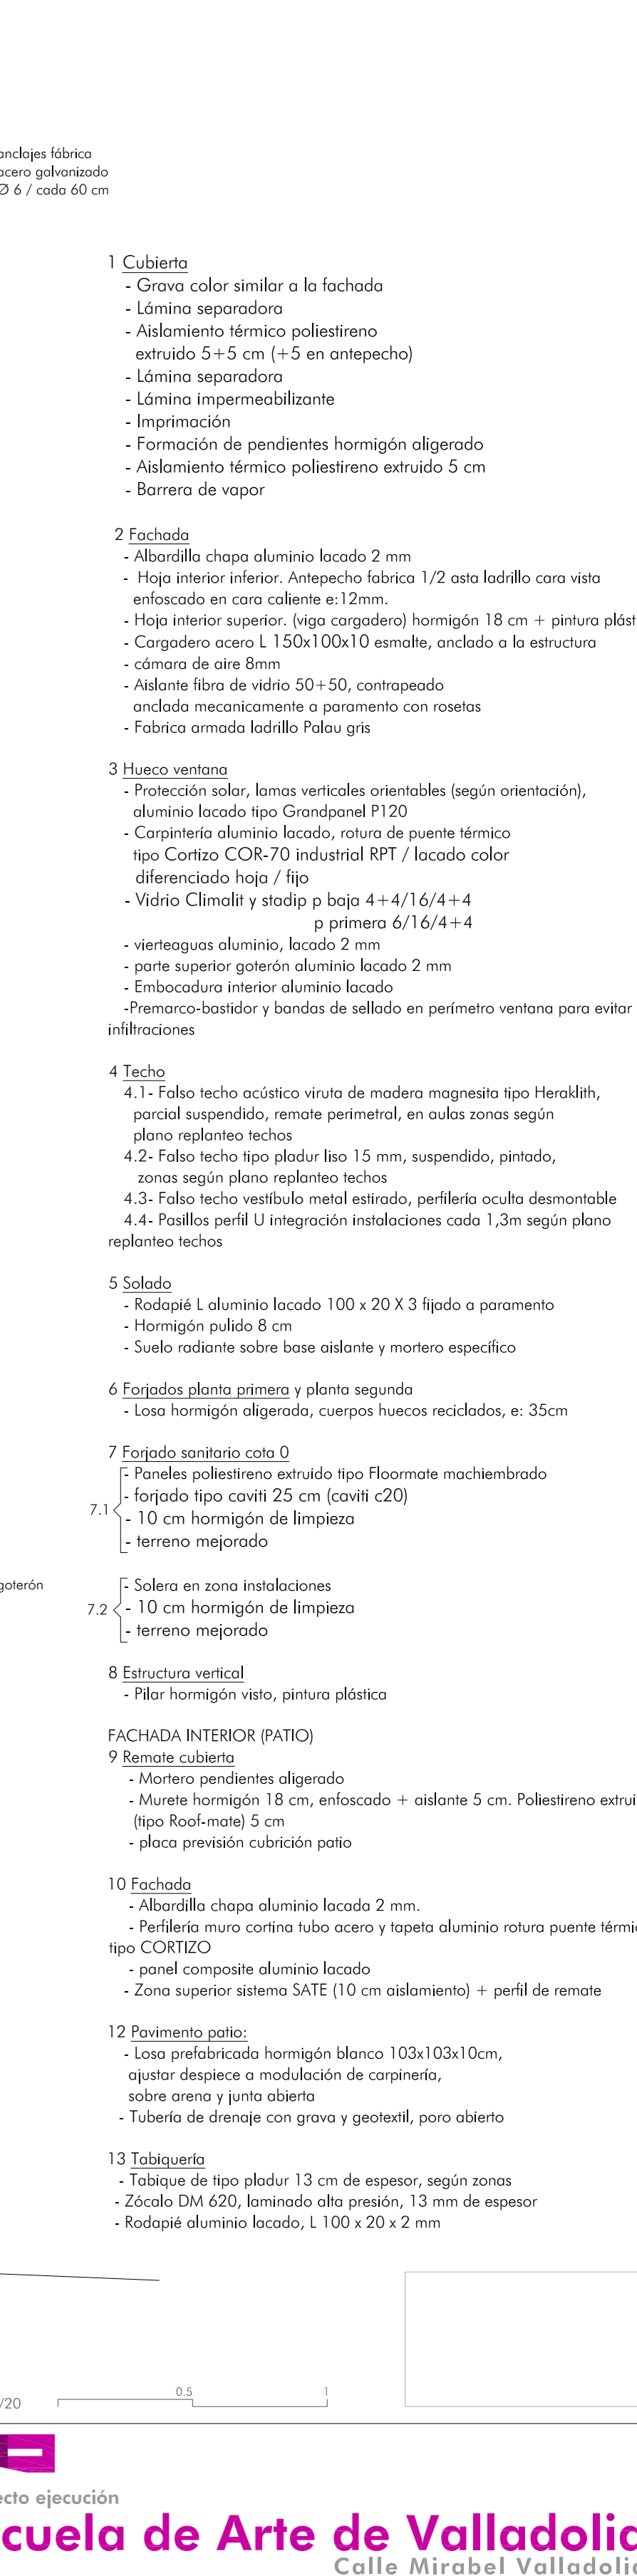 anclajes fábrica
acero galvanizado
Ø 6 / cada 60 cm
1 Cubierta
- Grava color similar a la fachada
- Lámina separadora
- Aislamiento térmico poliestireno
extruido 5+5 cm (+5 en antepecho)
- Lámina separadora
- Lámina impermeabilizante
- Imprimación
- Formación de pendientes hormigón aligerado
- Aislamiento térmico poliestireno extruido 5 cm
- Barrera de vapor
2 Fachada
- Albardilla chapa aluminio lacado 2 mm
- Hoja interior inferior. Antepecho fabrica 1/2 asta ladrillo cara vista
enfoscado en cara caliente e:12mm.
- Hoja interior superior. (viga cargadero) hormigón 18 cm + pintura plást
- Cargadero acero L 150x100x10 esmalte, anclado a la estructura
- cámara de aire 8mm
- Aislante fibra de vidrio 50+50, contrapeado
anclada mecanicamente a paramento con rosetas
- Fabrica armada ladrillo Palau gris
3 Hueco ventana
- Protección solar, lamas verticales orientables (según orientación),
aluminio lacado tipo Grandpanel P120
- Carpintería aluminio lacado, rotura de puente térmico
tipo Cortizo COR-70 industrial RPT / lacado color
diferenciado hoja / fijo
- Vidrio Climalit y stadip p baja 4+4/16/4+4
p primera 6/16/4+4
- vierteaguas aluminio, lacado 2 mm
- parte superior goterón aluminio lacado 2 mm
- Embocadura interior aluminio lacado
-Premarco-bastidor y bandas de sellado en perímetro ventana para evitar
infiltraciones
4 Techo
4.1- Falso techo acústico viruta de madera magnesita tipo Heraklith,
parcial suspendido, remate perimetral, en aulas zonas según
plano replanteo techos
4.2- Falso techo tipo pladur liso 15 mm, suspendido, pintado,
zonas según plano replanteo techos
4.3- Falso techo vestíbulo metal estirado, perfilería oculta desmontable
4.4- Pasillos perfil U integración instalaciones cada 1,3m según plano
replanteo techos
5 Solado
- Rodapié L aluminio lacado 100 x 20 X 3 fijado a paramento
- Hormigón pulido 8 cm
- Suelo radiante sobre base aislante y mortero específico
6 Forjados planta primera y planta segunda
- Losa hormigón aligerada, cuerpos huecos reciclados, e: 35cm
7 Forjado sanitario cota 0
- Paneles poliestireno extruido tipo Floormate machiembrado
- forjado tipo caviti 25 cm (caviti c20)
7.1
- 10 cm hormigón de limpieza
- terreno mejorado
goterón
- Solera en zona instalaciones
7.2
- 10 cm hormigón de limpieza
- terreno mejorado
8 Estructura vertical
- Pilar hormigón visto, pintura plástica
FACHADA INTERIOR (PATIO)
9 Remate cubierta
- Mortero pendientes aligerado
- Murete hormigón 18 cm, enfoscado + aislante 5 cm. Poliestireno extrui
(tipo Roof-mate) 5 cm
- placa previsión cubrición patio
10 Fachada
- Albardilla chapa aluminio lacada 2 mm.
- Perfilería muro cortina tubo acero y tapeta aluminio rotura puente térmi
tipo CORTIZO
- panel composite aluminio lacado
- Zona superior sistema SATE (10 cm aislamiento) + perfil de remate
12 Pavimento patio:
- Losa prefabricada hormigón blanco 103x103x10cm,
ajustar despiece a modulación de carpinería,
sobre arena y junta abierta
- Tubería de drenaje con grava y geotextil, poro abierto
13 Tabiquería
- Tabique de tipo pladur 13 cm de espesor, según zonas
- Zócalo DM 620, laminado alta presión, 13 mm de espesor
- Rodapié aluminio lacado, L 100 x 20 x 2 mm
0.5 1
/20
ecto ejecución
cuela de Arte de Valladolid
Calle Mirabel Valladolid